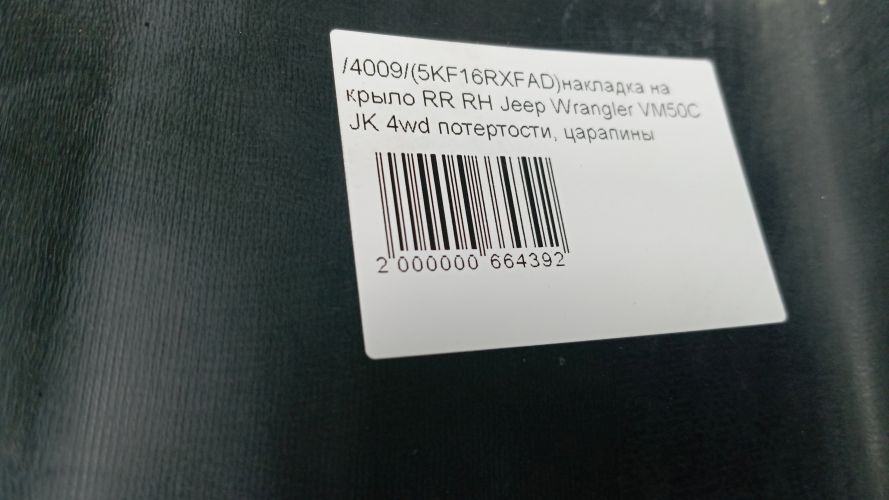 /4009/(5KF16RXFAD)накладка на
крыло RR RH Jeep Wrangler VM50C
JK 4wd потертости, царапины
2 000000 664392